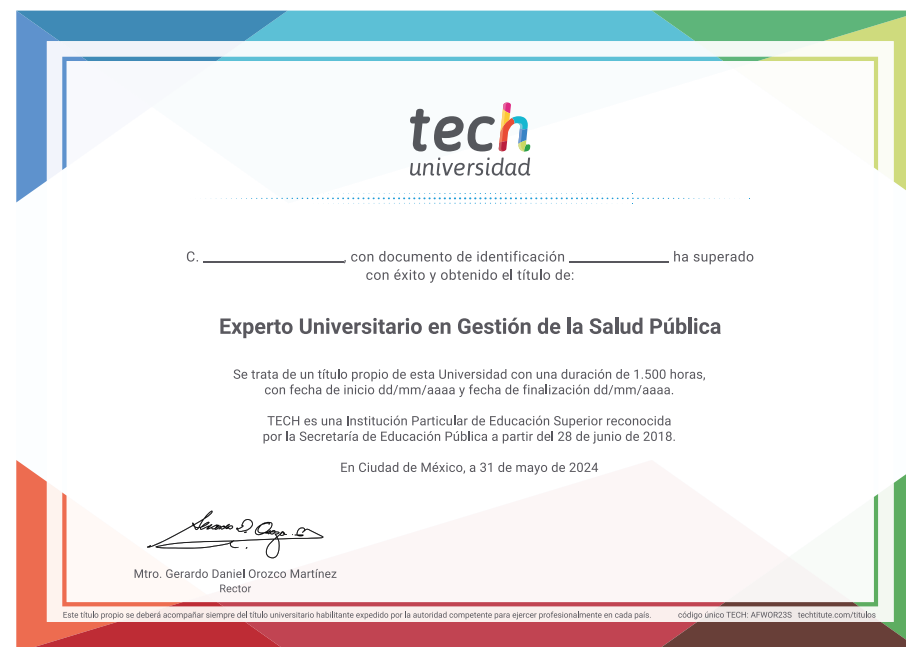 tech
universidad
C. ____________, con documento de identificación ____________ ha superado
con éxito y obtenido el título de:
Experto Universitario en Gestión de la Salud Pública
Se trata de un título propio de esta Universidad con una duración de 1.500 horas,
con fecha de inicio dd/mm/aaaa y fecha de finalización dd/mm/aaaa.
TECH es una Institución Particular de Educación Superior reconocida
por la Secretaría de Educación Pública a partir del 28 de junio de 2018.
En Ciudad de México, a 31 de mayo de 2024
Mtro. Gerardo Daniel Orozco Martínez
Rector
Este título propio se deberá acompañar siempre del título universitario habilitante expedido por la autoridad competente para ejercer profesionalmente en cada país. código único TECH: AFWOR23S techtitute.com/titulos